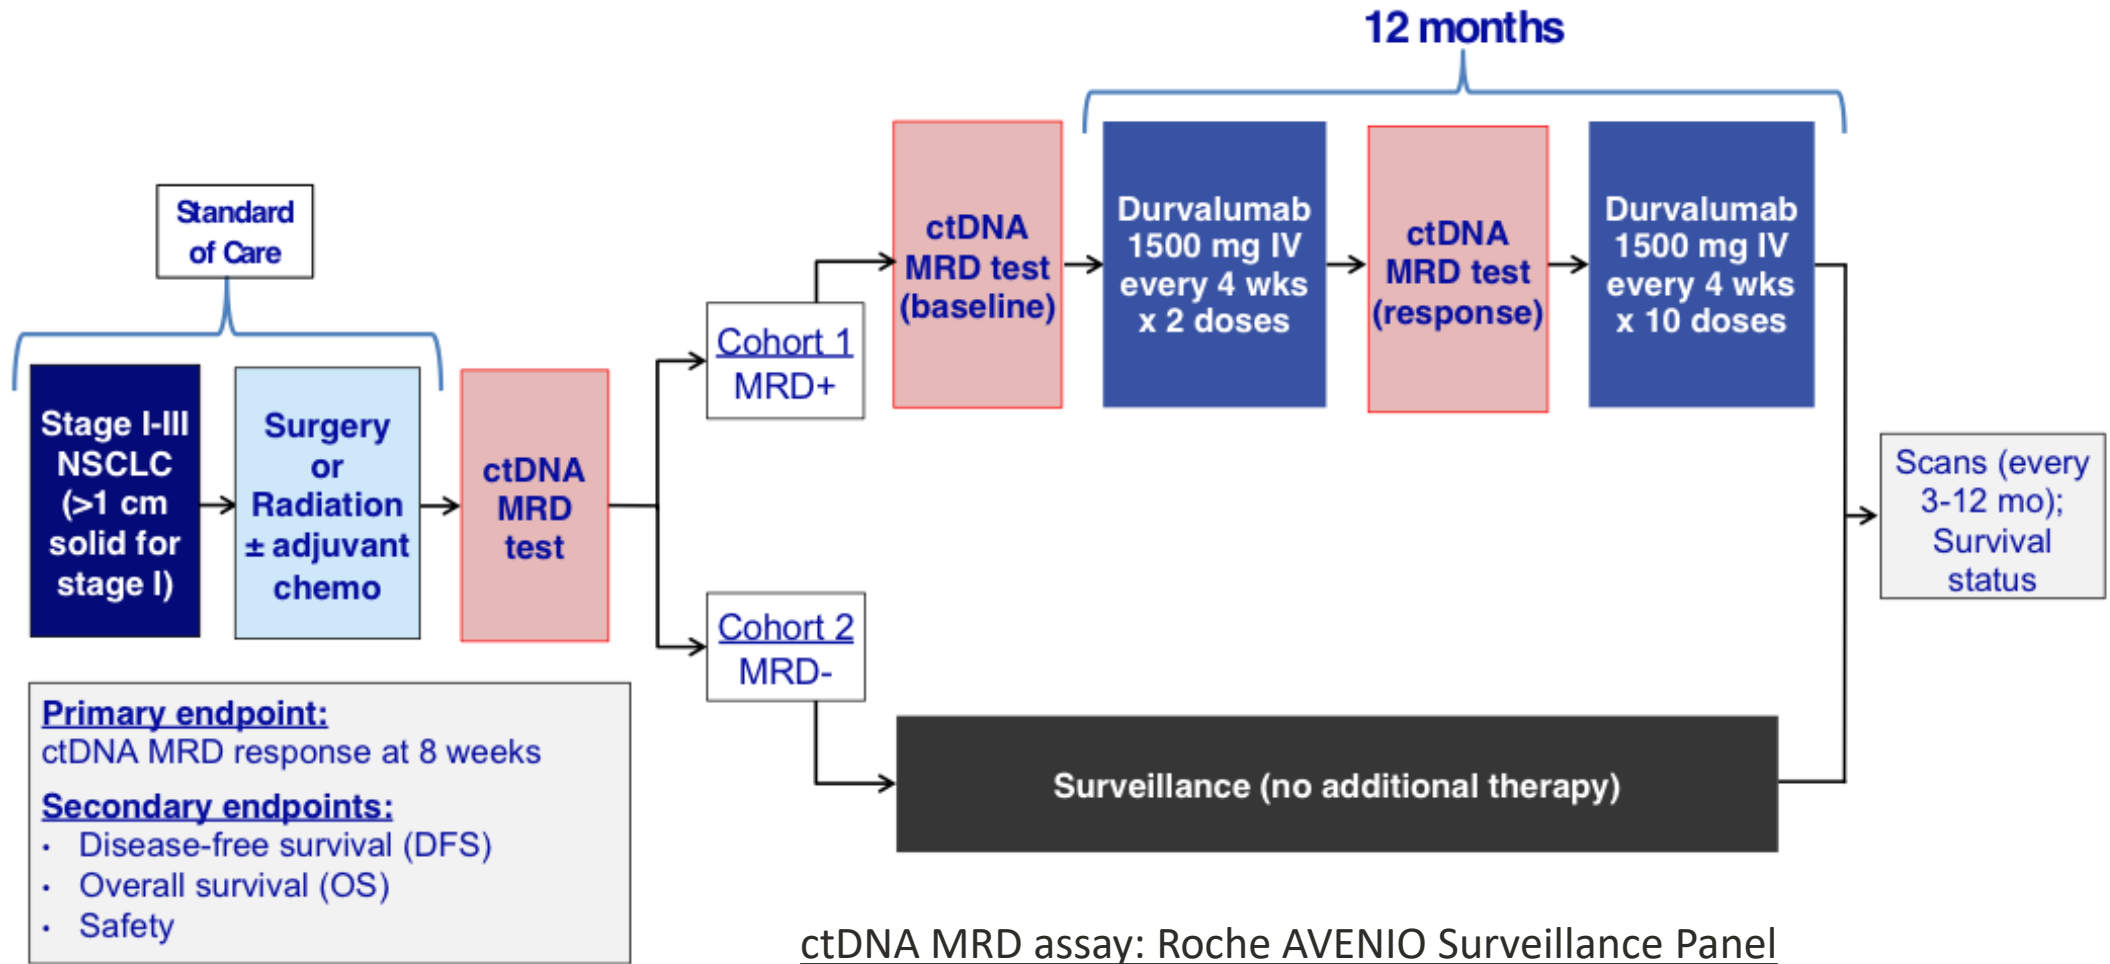 12 months
Standard
of Care
Stage I-III
NSCLC
(>1 cm
solid for
stage I)
Surgery
or
Radiation
± adjuvant
chemo
ctDNA
MRD
test
Cohort 1
MRD+
ctDNA
MRD test
(baseline)
Durvalumab
1500 mg IV
every 4 wks
x 2 doses
ctDNA
MRD test
(response)
Durvalumab
1500 mg IV
every 4 wks
x 10 doses
Cohort 2
MRD-
Surveillance (no additional therapy)
Scans (every
3-12 mo);
Survival
status
Primary endpoint:
ctDNA MRD response at 8 weeks
Secondary endpoints:
• Disease-free survival (DFS)
• Overall survival (OS)
• Safety
ctDNA MRD assay: Roche AVENIO Surveillance Panel